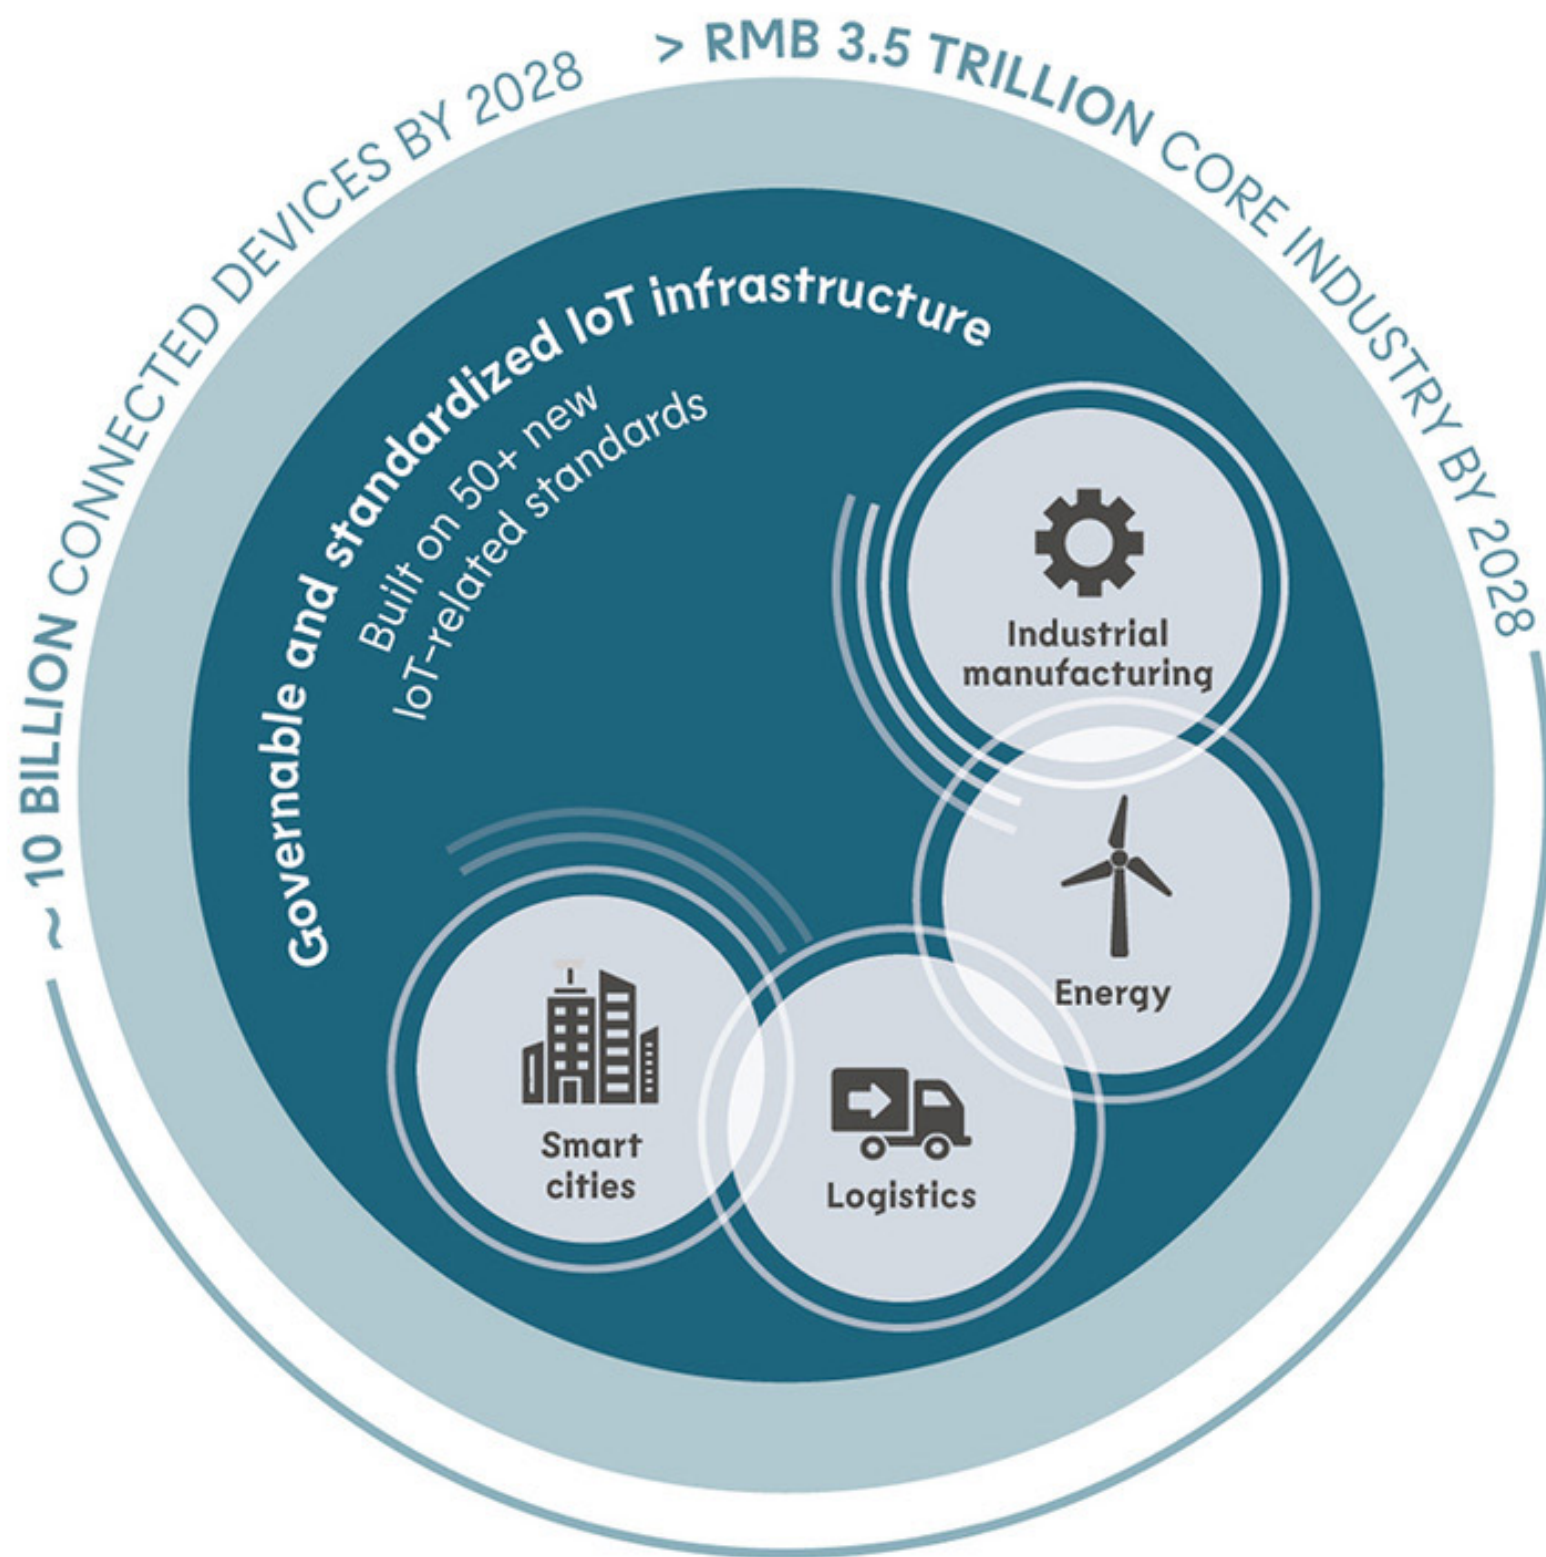 ~ 10 BILLION CONNECTED DEVICES BY 2028
> RMB 3.5 TRILLION CORE INDUSTRY BY 2028
Governable and standardized IoT infrastructure
Built on 50+ new
IoT-related standards
Industrial
manufacturing
Energy
Logistics
Smart
cities